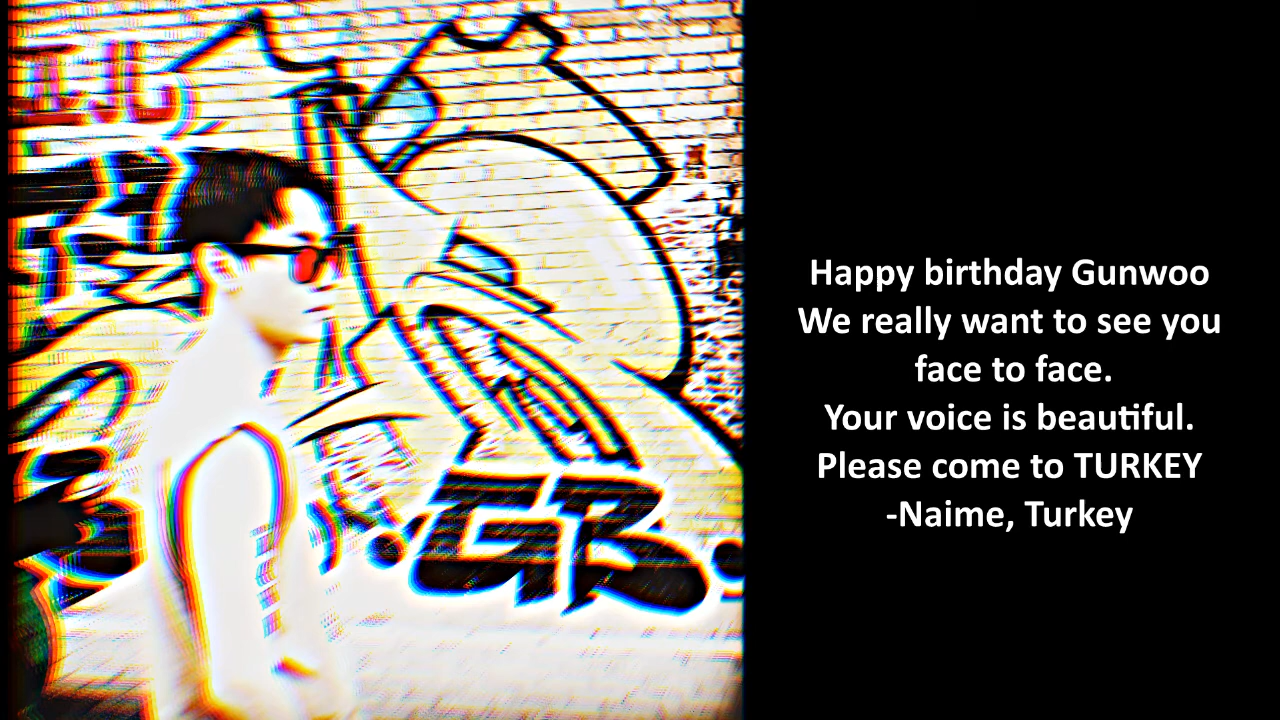 Happy birthday Gunwoo
We really want to see you
face to face.
Your voice is beautiful.
Please come to TURKEY
-Naime, Turkey